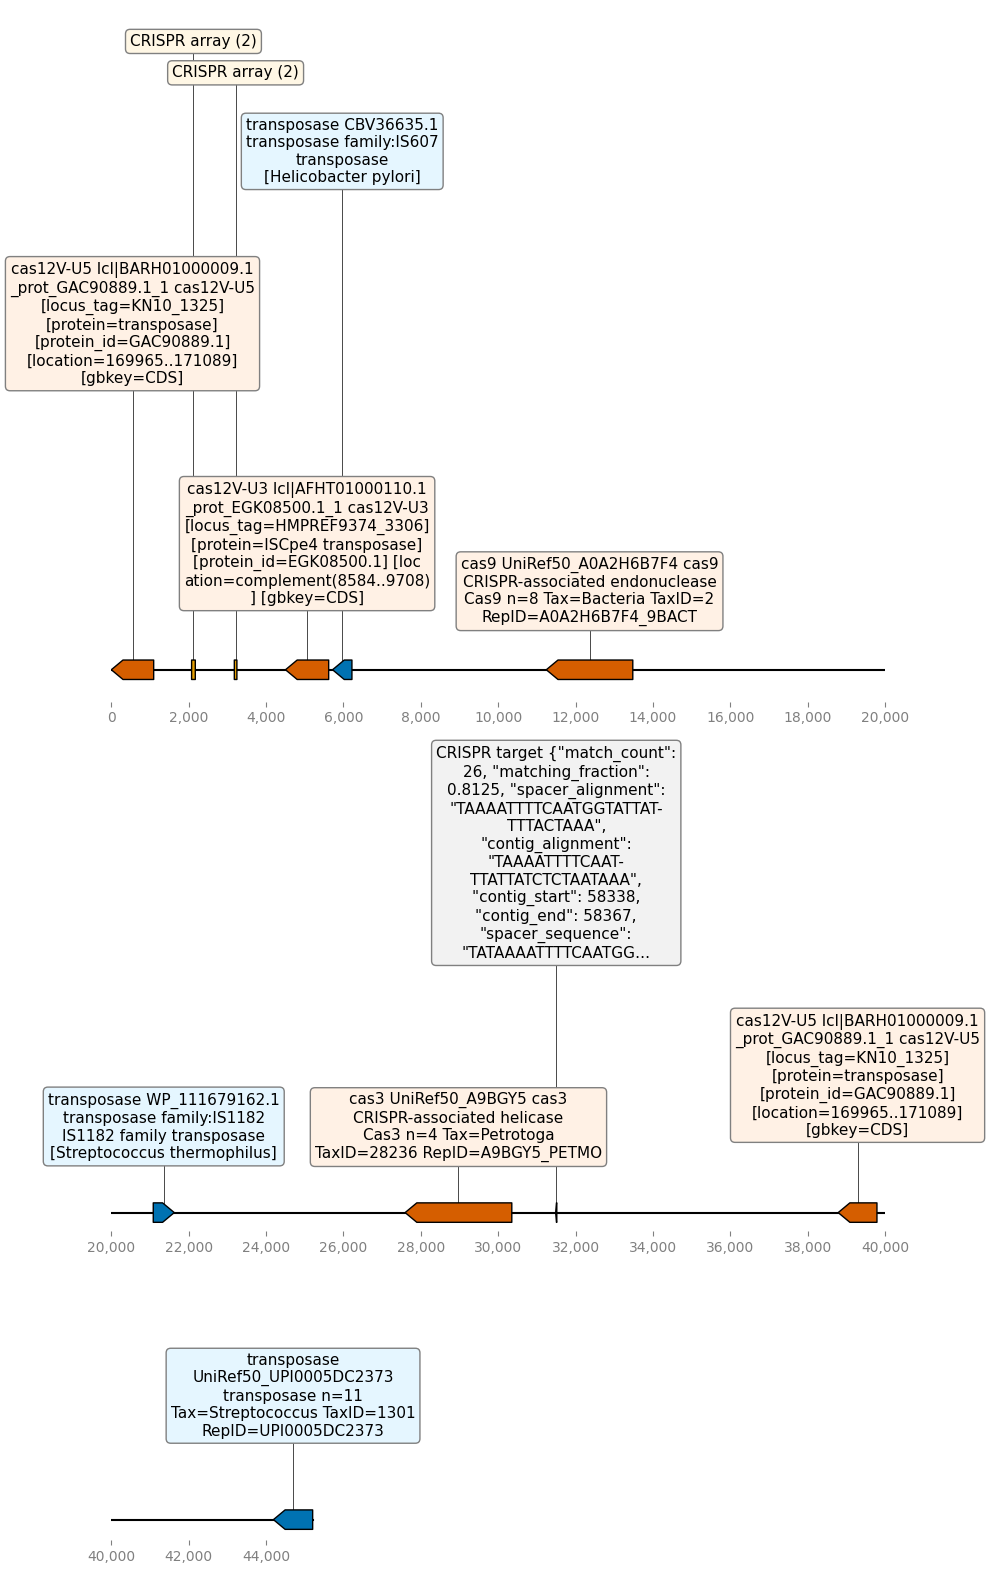 CRISPR array (2)
CRISPR array (2)
transposase CBV36635.1
transposase family:IS607
transposase
[Helicobacter pylori]
cas12V-U5 lcl|BARH01000009.1
_prot_GAC90889.1_1 cas12V-U5
[locus_tag=KN10_1325]
[protein=transposase]
[protein_id=GAC90889.1]
[location=169965..171089]
[gbkey=CDS]
cas12V-U3 lcl|AFHT01000110.1
_prot_EGK08500.1_1 cas12V-U3
[locus_tag=HMPREF9374_3306]
[protein=ISCpe4 transposase]
[protein_id=EGK08500.1] [loc
ation=complement(8584..9708)
] [gbkey=CDS]
cas9 UniRef50_A0A2H6B7F4 cas9
CRISPR-associated endonuclease
Cas9 n=8 Tax=Bacteria TaxID=2
RepID=A0A2H6B7F4_9BACT
0 2,000 4,000 6,000 8,000 10,000 12,000 14,000 16,000 18,000 20,000
CRISPR target {"match_count":
26, "matching_fraction":
0.8125, "spacer_alignment":
"TAAAATTTTCAATGGTATTAT-
TTTACTAAA",
"contig_alignment":
"TAAAATTTTCAAT-
TTATTATCTCTAATAAA",
"contig_start": 58338,
"contig_end": 58367,
"spacer_sequence":
"TATAAAATTTTCAATGG...
cas12V-U5 lcl|BARH01000009.1
_prot_GAC90889.1_1 cas12V-U5
[locus_tag=KN10_1325]
[protein=transposase]
[protein_id=GAC90889.1]
[location=169965..171089]
[gbkey=CDS]
transposase WP_111679162.1
transposase family:IS1182
IS1182 family transposase
[Streptococcus thermophilus]
cas3 UniRef50_A9BGY5 cas3
CRISPR-associated helicase
Cas3 n=4 Tax=Petrotoga
TaxID=28236 RepID=A9BGY5_PETMO
20,000 22,000 24,000 26,000 28,000 30,000 32,000 34,000 36,000 38,000 40,000
transposase
UniRef50_UPI0005DC2373
transposase n=11
Tax=Streptococcus TaxID=1301
RepID=UPI0005DC2373
40,000 42,000 44,000